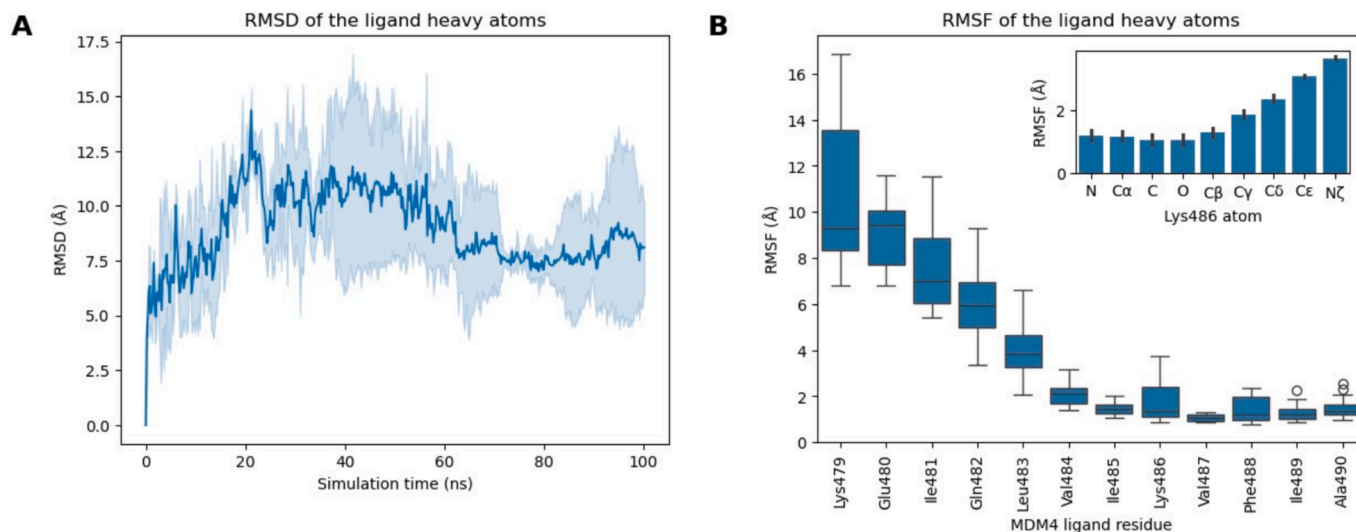 A
RMSD of the ligand heavy atoms
17.5
15.0
12.5
10.0
7.5
5.0
2.5
0.0
RMSD (Å)
0 20 40 60 80 100
Simulation time (ns)
B
RMSF of the ligand heavy atoms
16
14
12
10
8
6
4
2
0
RMSF (Å)
Lys479
Glu480
Ile481
Gln482
Leu483
Val484
Ile485
Lys486
Val487
Phe488
Ile489
Ala490
MDM4 ligand residue
RMSF (Å)
2
0
N Cα C O Cβ Cγ Cδ Cε Nζ
Lys486 atom